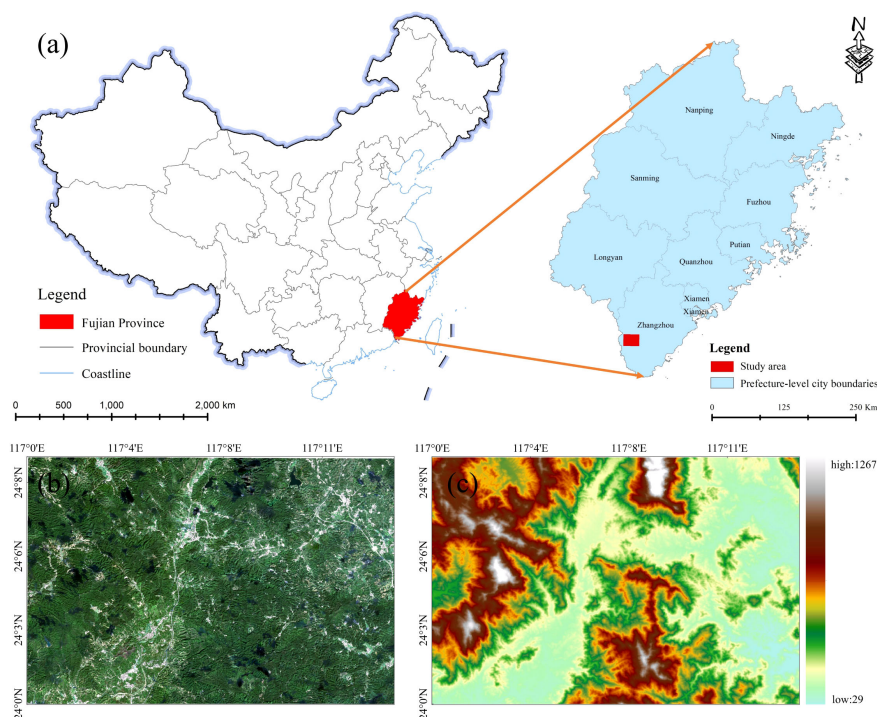 (a)
N
Nanping
Ningde
Sanming
Fuzhou
Putian
Longyan
Quanzhou
Xiamen
Xiamen
Zhangzhou
Legend
Fujian Province
Provincial boundary
Coastline
0 500 1,000 2,000 km
Legend
Study area
Prefecture-level city boundaries
0 125 250 KM
117°0′E 117°4′E 117°8′E 117°11′E
(b)
24°8′N
24°6′N
24°3′N
24°0′N
117°0′E 117°4′E 117°8′E 117°11′E
(c)
24°8′N
24°6′N
24°3′N
24°0′N
high:1267
low:29